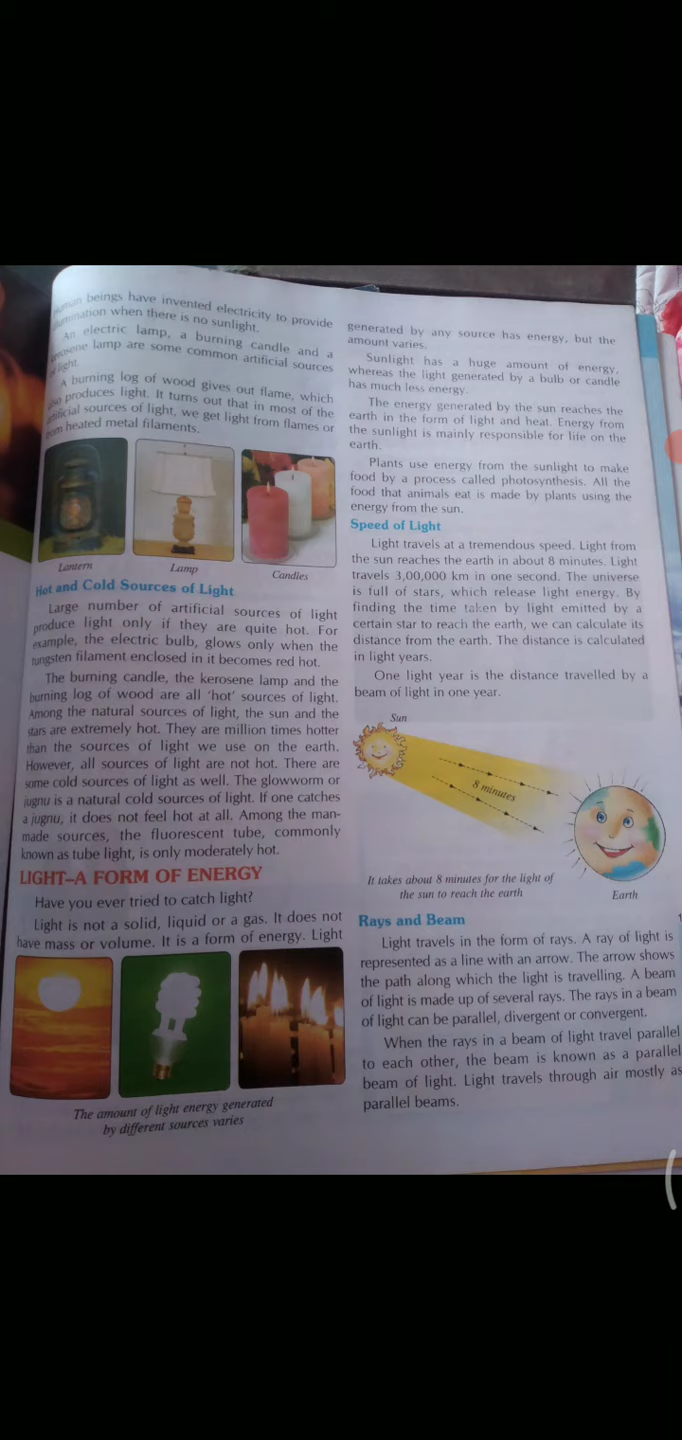 Human beings have invented electricity to provide
illumination when there is no sunlight.
An electric lamp, a burning candle and a
kerosene lamp are some common artificial sources
of light.
A burning log of wood gives out flame, which
also produces light. It turns out that in most of the
artificial sources of light, we get light from flames or
from heated metal filaments.
Lantern
Lamp
Candles
Hot and Cold Sources of Light
Large number of artificial sources of light
produce light only if they are quite hot. For
example, the electric bulb, glows only when the
tungsten filament enclosed in it becomes red hot.
The burning candle, the kerosene lamp and the
burning log of wood are all ‘hot’ sources of light.
Among the natural sources of light, the sun and the
stars are extremely hot. They are million times hotter
than the sources of light we use on the earth.
However, all sources of light are not hot. There are
some cold sources of light as well. The glowworm or
jugnu is a natural cold sources of light. If one catches
a jugnu, it does not feel hot at all. Among the man-
made sources, the fluorescent tube, commonly
known as tube light, is only moderately hot.
LIGHT–A FORM OF ENERGY
Have you ever tried to catch light?
Light is not a solid, liquid or a gas. It does not
have mass or volume. It is a form of energy. Light
The amount of light energy generated
by different sources varies
generated by any source has energy, but the
amount varies.
Sunlight has a huge amount of energy,
whereas the light generated by a bulb or candle
has much less energy.
The energy generated by the sun reaches the
earth in the form of light and heat. Energy from
the sunlight is mainly responsible for life on the
earth.
Plants use energy from the sunlight to make
food by a process called photosynthesis. All the
food that animals eat is made by plants using the
energy from the sun.
Speed of Light
Light travels at a tremendous speed. Light from
the sun reaches the earth in about 8 minutes. Light
travels 3,00,000 km in one second. The universe
is full of stars, which release light energy. By
finding the time taken by light emitted by a
certain star to reach the earth, we can calculate its
distance from the earth. The distance is calculated
in light years.
One light year is the distance travelled by a
beam of light in one year.
Sun
8 minutes
It takes about 8 minutes for the light of
the sun to reach the earth
Earth
Rays and Beam
Light travels in the form of rays. A ray of light is
represented as a line with an arrow. The arrow shows
the path along which the light is travelling. A beam
of light is made up of several rays. The rays in a beam
of light can be parallel, divergent or convergent.
When the rays in a beam of light travel parallel
to each other, the beam is known as a parallel
beam of light. Light travels through air mostly as
parallel beams.